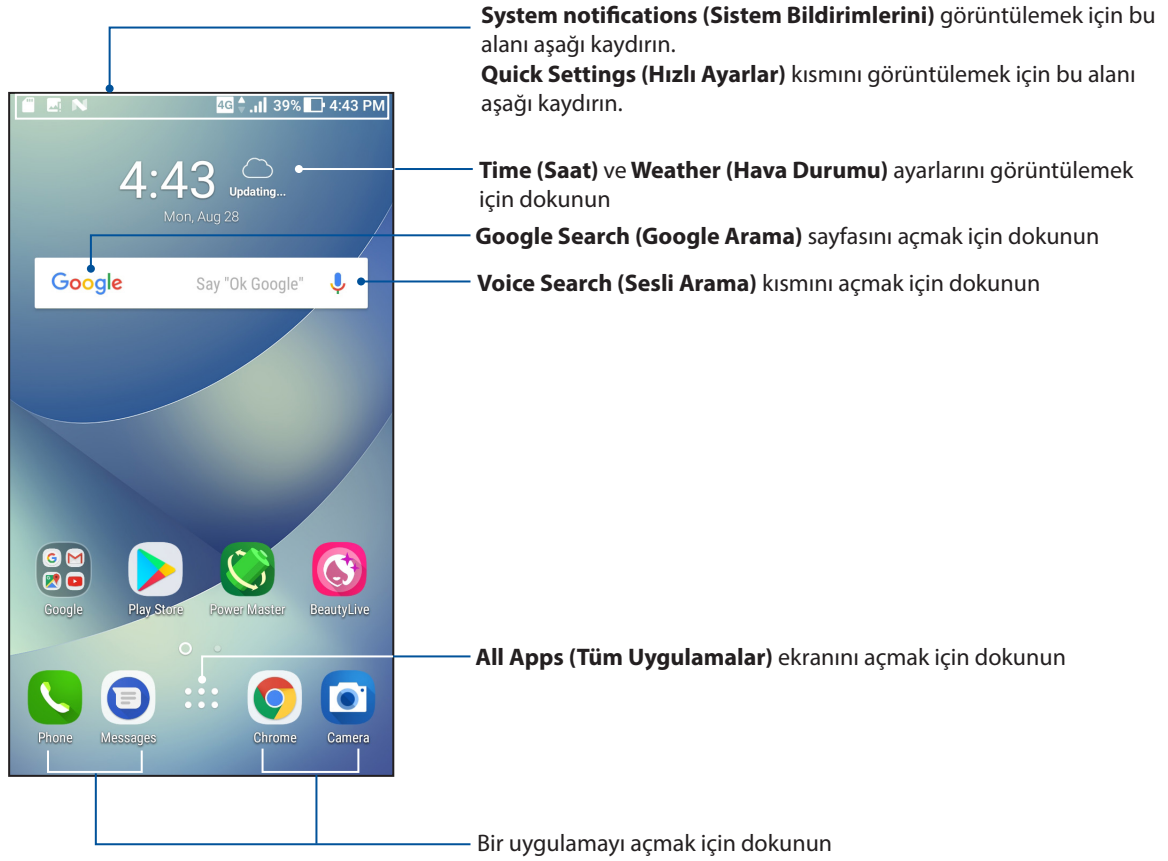 System notifications (Sistem Bildirimlerini) görüntülemek için bu
alanı aşağı kaydırın.
Quick Settings (Hızlı Ayarlar) kısmını görüntülemek için bu alanı
aşağı kaydırın.
4G 39% 4:43 PM
4:43
Updating...
Mon, Aug 28
Time (Saat) ve Weather (Hava Durumu) ayarlarını görüntülemek
için dokunun
Google Search (Google Arama) sayfasını açmak için dokunun
Google Say "Ok Google"
Voice Search (Sesli Arama) kısmını açmak için dokunun
Google Play Store Power Master BeautyLive
All Apps (Tüm Uygulamalar) ekranını açmak için dokunun
Phone Messages Chrome Camera
Bir uygulamayı açmak için dokunun